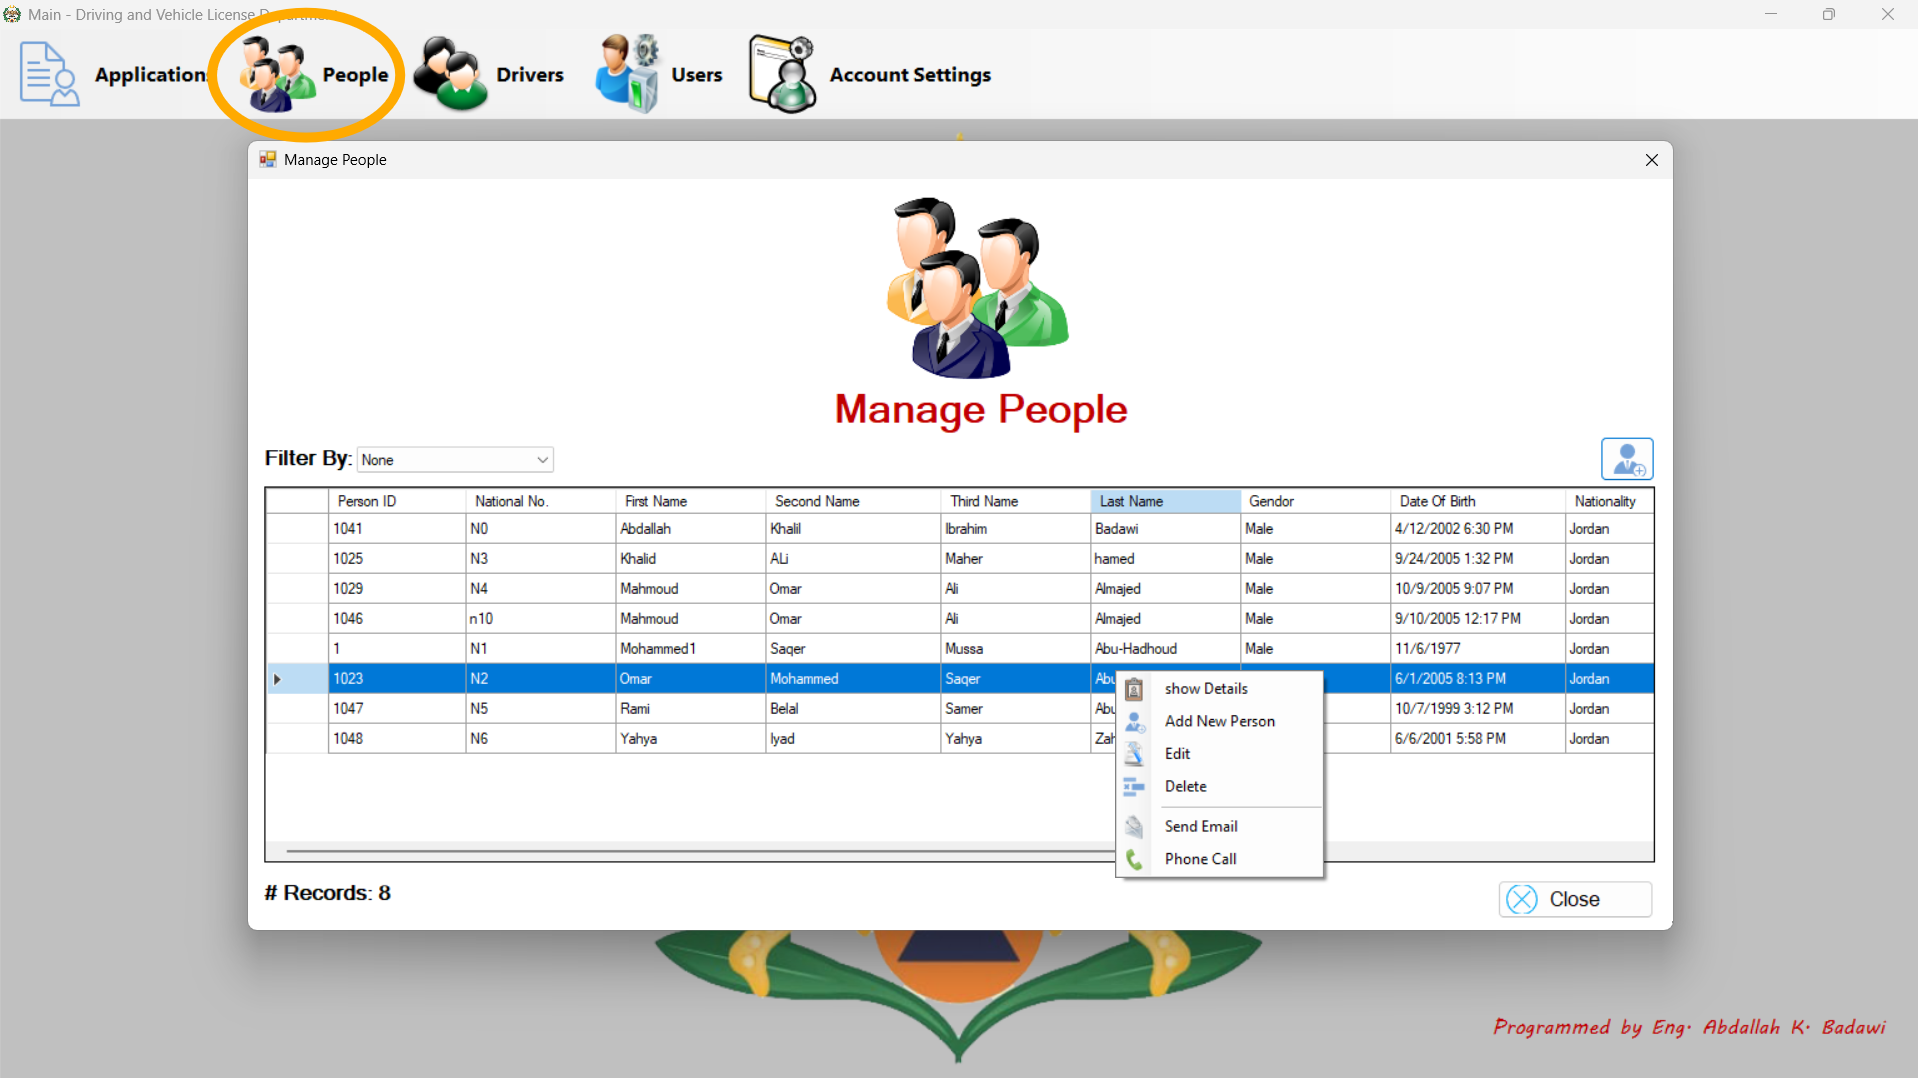 Main - Driving and Vehicle License Department
Applications People Drivers Users Account Settings
Manage People
Manage People
Filter By: None
Person ID National No. First Name Second Name Third Name Last Name Gendor Date Of Birth Nationality
1041 N0 Abdallah Khalil Ibrahim Badawi Male 4/12/2002 6:30 PM Jordan
1025 N3 Khalid ALi Maher hamed Male 9/24/2005 1:32 PM Jordan
1029 N4 Mahmoud Omar Ali Almajed Male 10/9/2005 9:07 PM Jordan
1046 n10 Mahmoud Omar Ali Almajed Male 9/10/2005 12:17 PM Jordan
1 N1 Mohammed1 Saqer Mussa Abu-Hadhoud Male 11/6/1977 Jordan
1023 N2 Omar Mohammed Saqer 6/1/2005 8:13 PM Jordan
1047 N5 Rami Belal Samer 10/7/1999 3:12 PM Jordan
1048 N6 Yahya Iyad Yahya 6/6/2001 5:58 PM Jordan
show Details
Add New Person
Edit
Delete
Send Email
Phone Call
# Records: 8
Close
Programmed by Eng. Abdallah K. Badawi